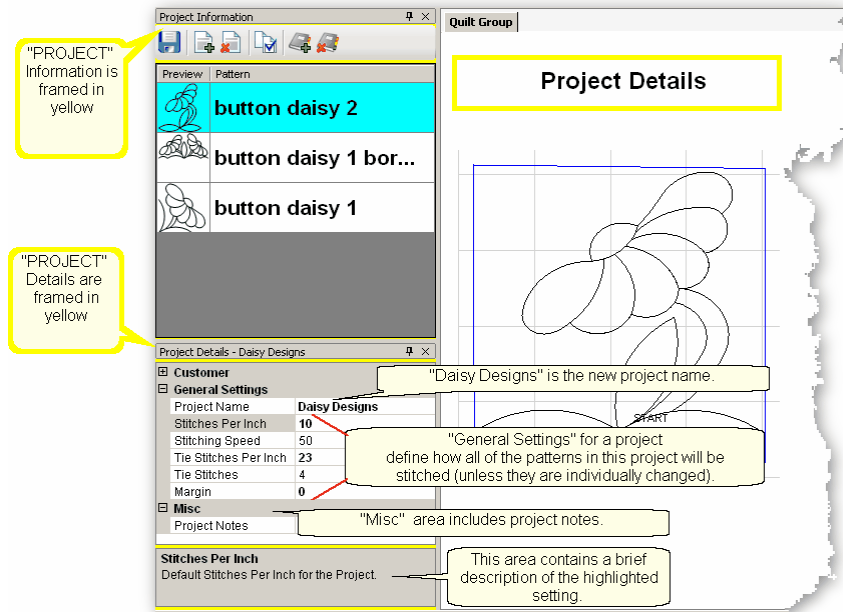 Project Information
Quilt Group
"PROJECT"
Information is
framed in
yellow
Preview Pattern
button daisy 2
button daisy 1 bor...
button daisy 1
Project Details
START
"PROJECT"
Details are
framed in
yellow
Project Details - Daisy Designs
Customer
General Settings
Project Name Daisy Designs
Stitches Per Inch 10
Stitching Speed 50
Tie Stitches Per Inch 23
Tie Stitches 4
Margin 0
Misc
Project Notes
"Daisy Designs" is the new project name.
"General Settings" for a project
define how all of the patterns in this project will be
stitched (unless they are individually changed).
"Misc" area includes project notes.
Stitches Per Inch
Default Stitches Per Inch for the Project.
This area contains a brief
description of the highlighted
setting.